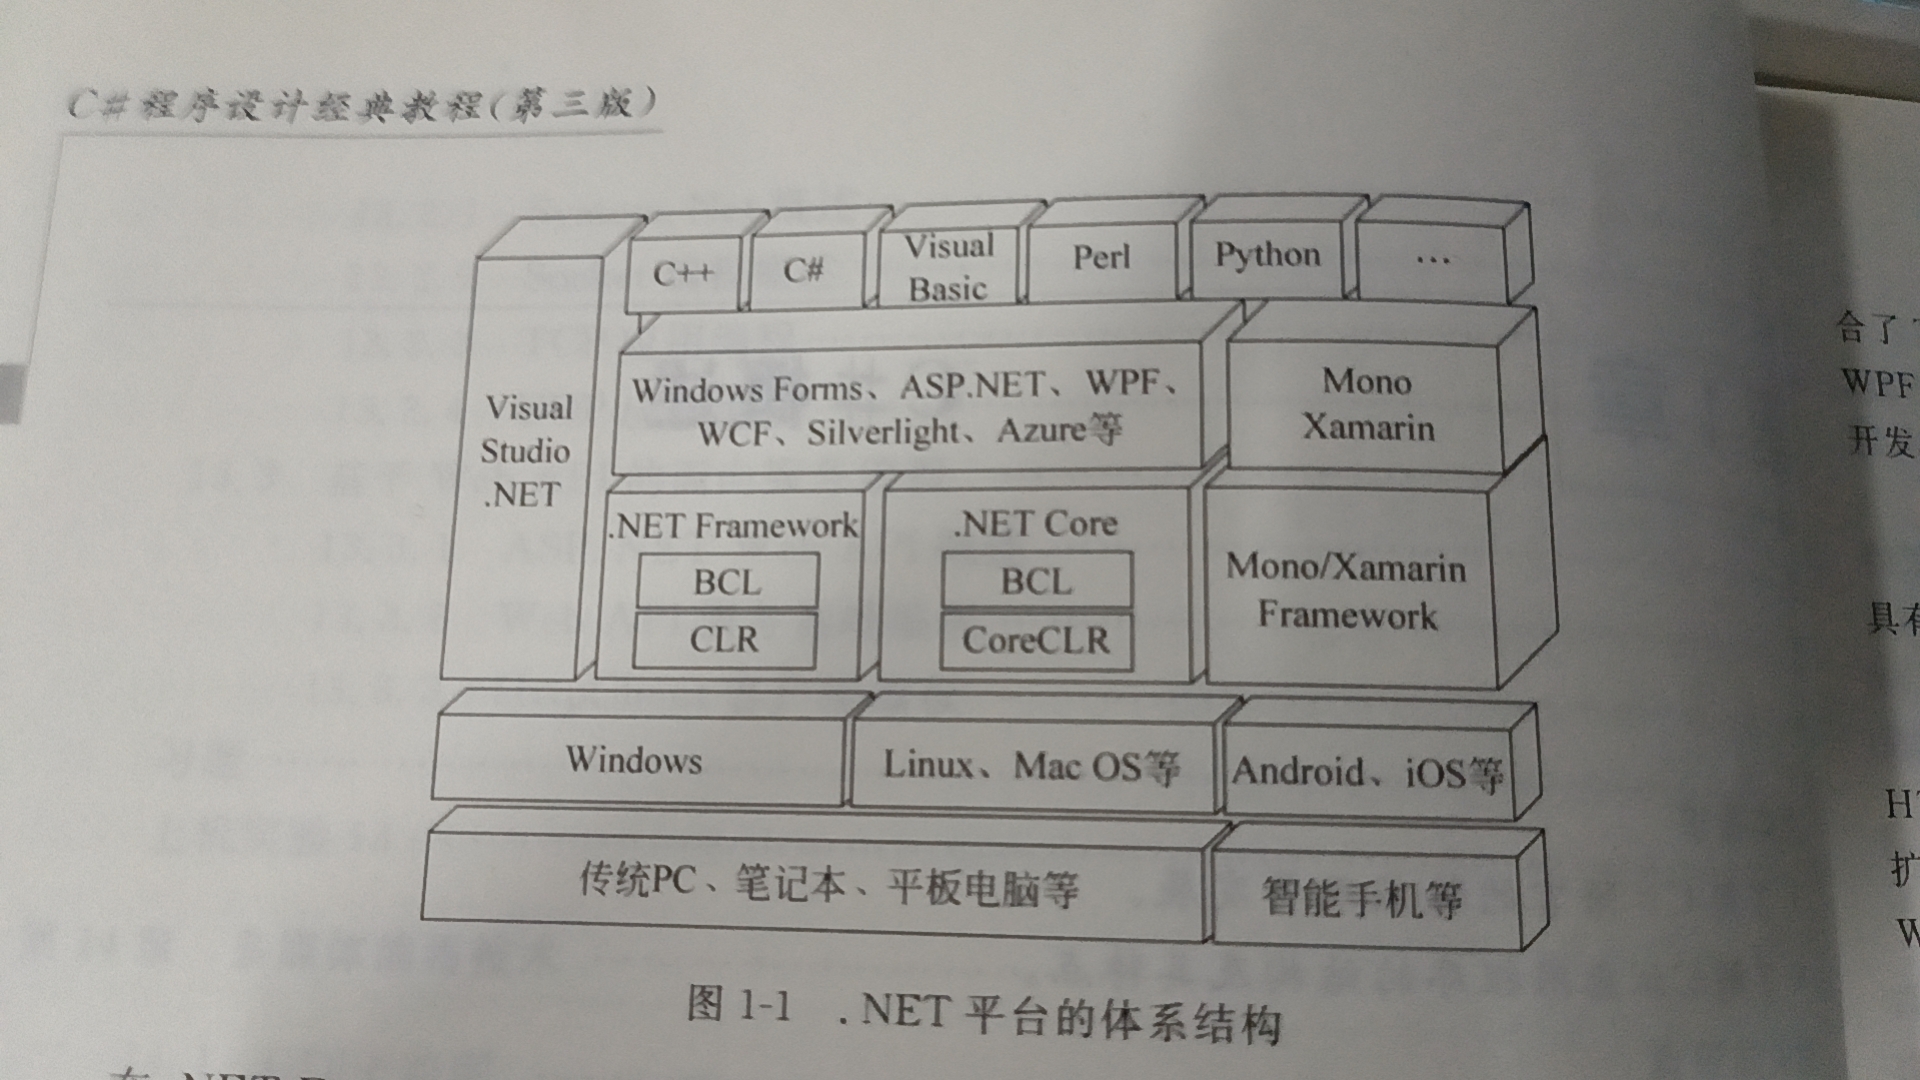 C#程序设计经典教程(第三版)
C++
C#
Visual
Basic
Perl
Python
…
Visual
Studio
.NET
Windows Forms、ASP.NET、WPF、
WCF、Silverlight、Azure等
Mono
Xamarin
.NET Framework
BCL
CLR
.NET Core
BCL
CoreCLR
Mono/Xamarin
Framework
Windows
Linux、Mac OS等
Android、iOS等
传统PC、笔记本、平板电脑等
智能手机等
图 1-1 .NET 平台的体系结构
合了
WPF
开发
具有
扩